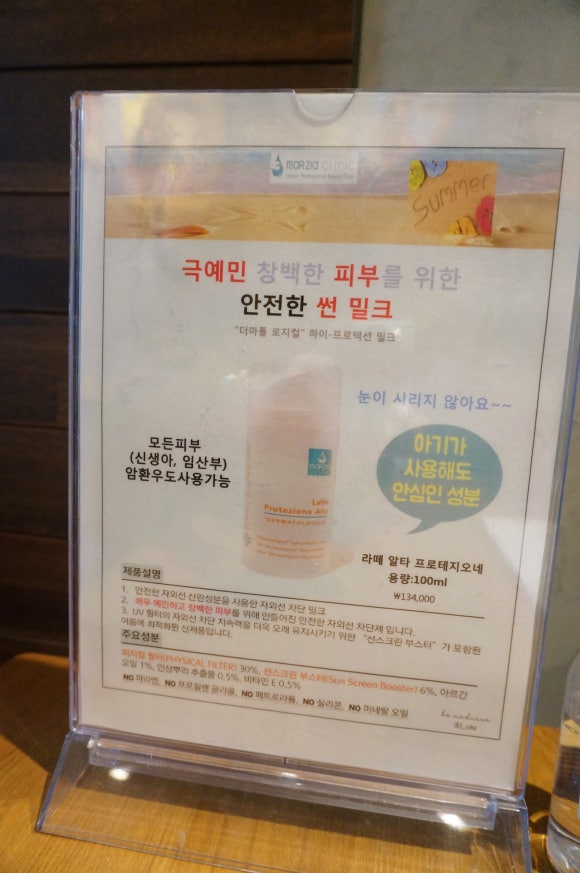 marzia CLINIC
Summer
극예민 창백한 피부를 위한
안전한 썬 밀크
"더마톨로지컬" 하이-프로텍션 밀크
눈이 시리지 않아요~~
모든피부
(신생아, 임산부)
암환우도사용가능
아기가
사용해도
안심인 성분
marzia
Latte
Protezione Alta
"DERMATOLOGICO"
라떼 알타 프로테지오네
용량:100ml
₩134,000
제품설명
1. 안전한 자외선 산란성분을 사용한 자외선 차단 밀크
2. 매우 예민하고 창백한 피부를 위해 만들어진 안전한 자외선 차단제 입니다.
3. UV 필터의 자외선 차단 지속력을 더욱 오래 유지시키기 위한 "선스크린 부스터" 가 포함된
여름에 최적화된 신제품입니다.
주요성분
피지컬 필터(PHYSICAL FILTER) 30%, 선스크린 부스터(Sun Screen Booster) 6%, 아르간
오일 1%, 인삼뿌리 추출물 0.5%, 비타민 E 0.5%
NO 파라벤, NO 프로필렌 글리콜, NO 페트로라튬, NO 실리콘, NO 미네랄 오일